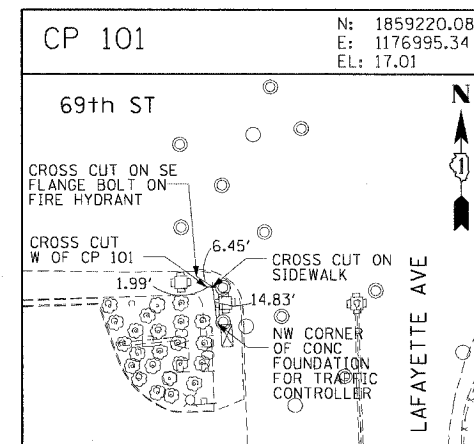 CP 101
N: 1859220.08
E: 1176995.34
EL: 17.01
69th ST
N
1
CROSS CUT ON SE
FLANGE BOLT ON
FIRE HYDRANT
CROSS CUT
W OF CP 101
6.45'
1.99'
CROSS CUT ON
SIDEWALK
14.83'
NW CORNER
OF CONC
FOUNDATION
FOR TRAFFIC
CONTROLLER
LAFAYETTE AVE